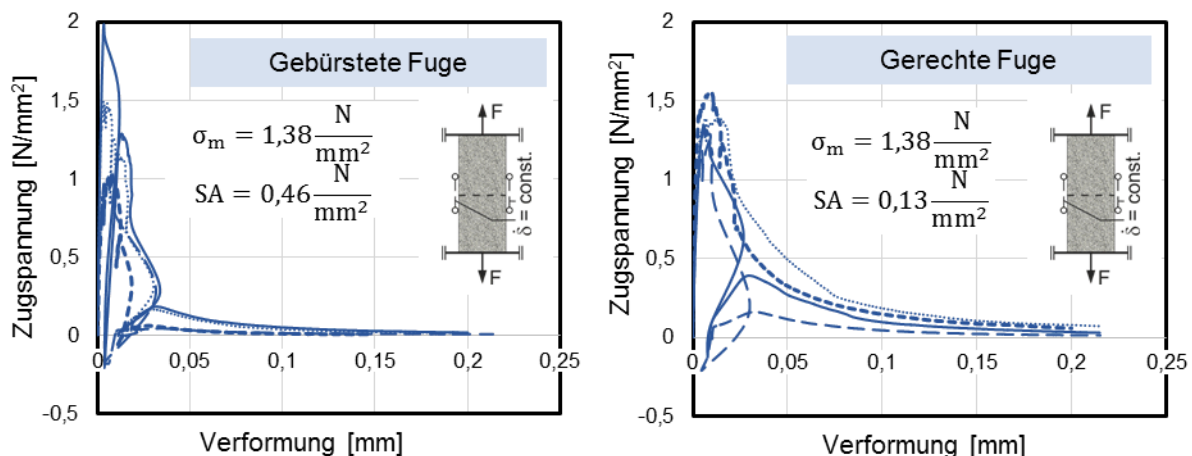 Gebürstete Fuge
Zugspannung [N/mm²]
2
1,5
1
0,5
0
-0,5
0
0,05
0,1
0,15
0,2
0,25
Verformung [mm]
σm = 1,38 N/mm²
SA = 0,46 N/mm²
F
δ̇ = const.
F
Gerechte Fuge
Zugspannung [N/mm²]
2
1,5
1
0,5
0
-0,5
0
0,05
0,1
0,15
0,2
0,25
Verformung [mm]
σm = 1,38 N/mm²
SA = 0,13 N/mm²
F
δ̇ = const.
F